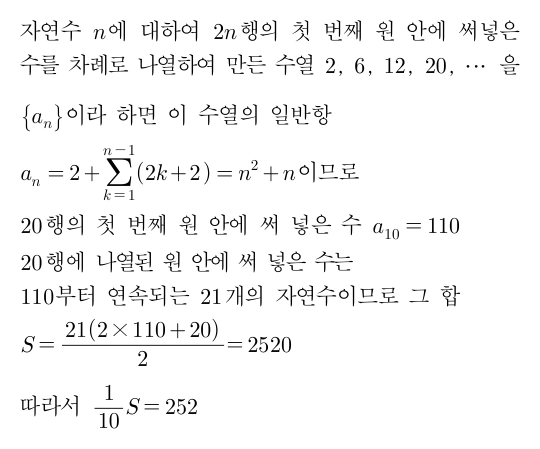 자연수 n에 대하여 2n행의 첫 번째 원 안에 써넣은
수를 차례로 나열하여 만든 수열 2, 6, 12, 20, ⋯ 을
{aₙ}이라 하면 이 수열의 일반항
aₙ = 2 + ∑_{k=1}^{n-1} (2k+2) = n² + n이므로
20행의 첫 번째 원 안에 써 넣은 수 a₁₀ = 110
20행에 나열된 원 안에 써 넣은 수는
110부터 연속되는 21개의 자연수이므로 그 합
S = \frac{21(2×110+20)}{2} = 2520
따라서 \frac{1}{10}S = 252